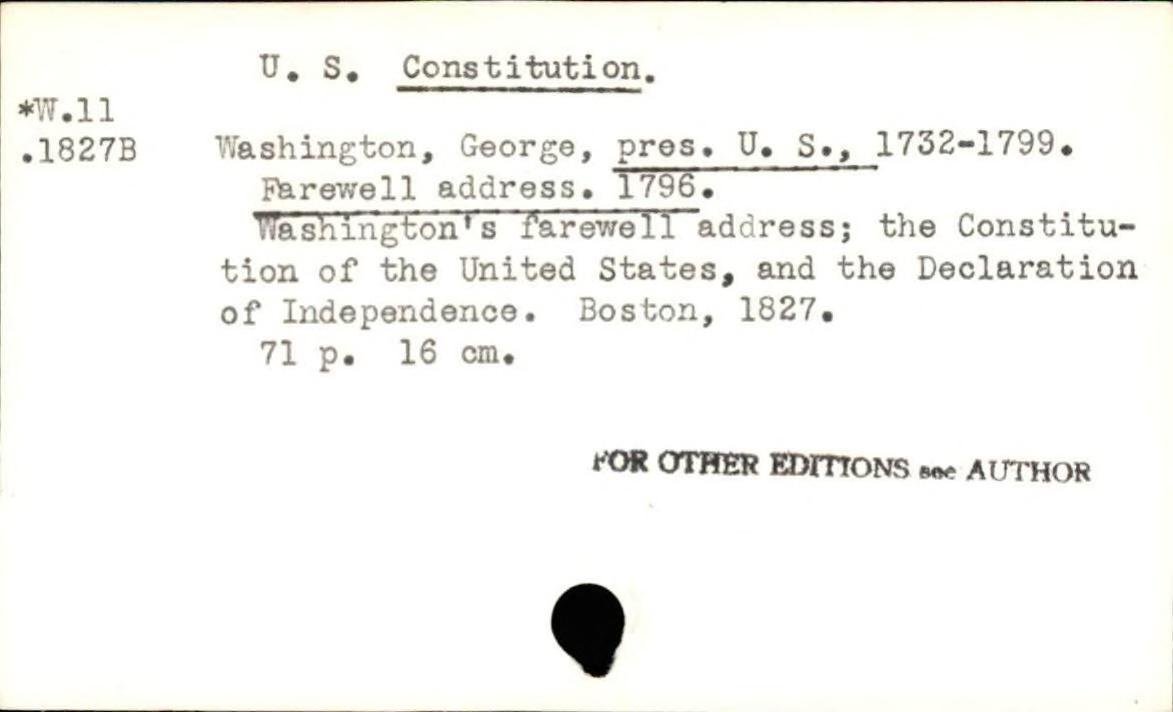 U. S. Constitution.
*W.11
.1827B Washington, George, pres. U. S., 1732-1799.
Farewell address. 1796.
Washington's farewell address; the Constitu-
tion of the United States, and the Declaration
of Independence. Boston, 1827.
71 p. 16 cm.
FOR OTHER EDITIONS see AUTHOR